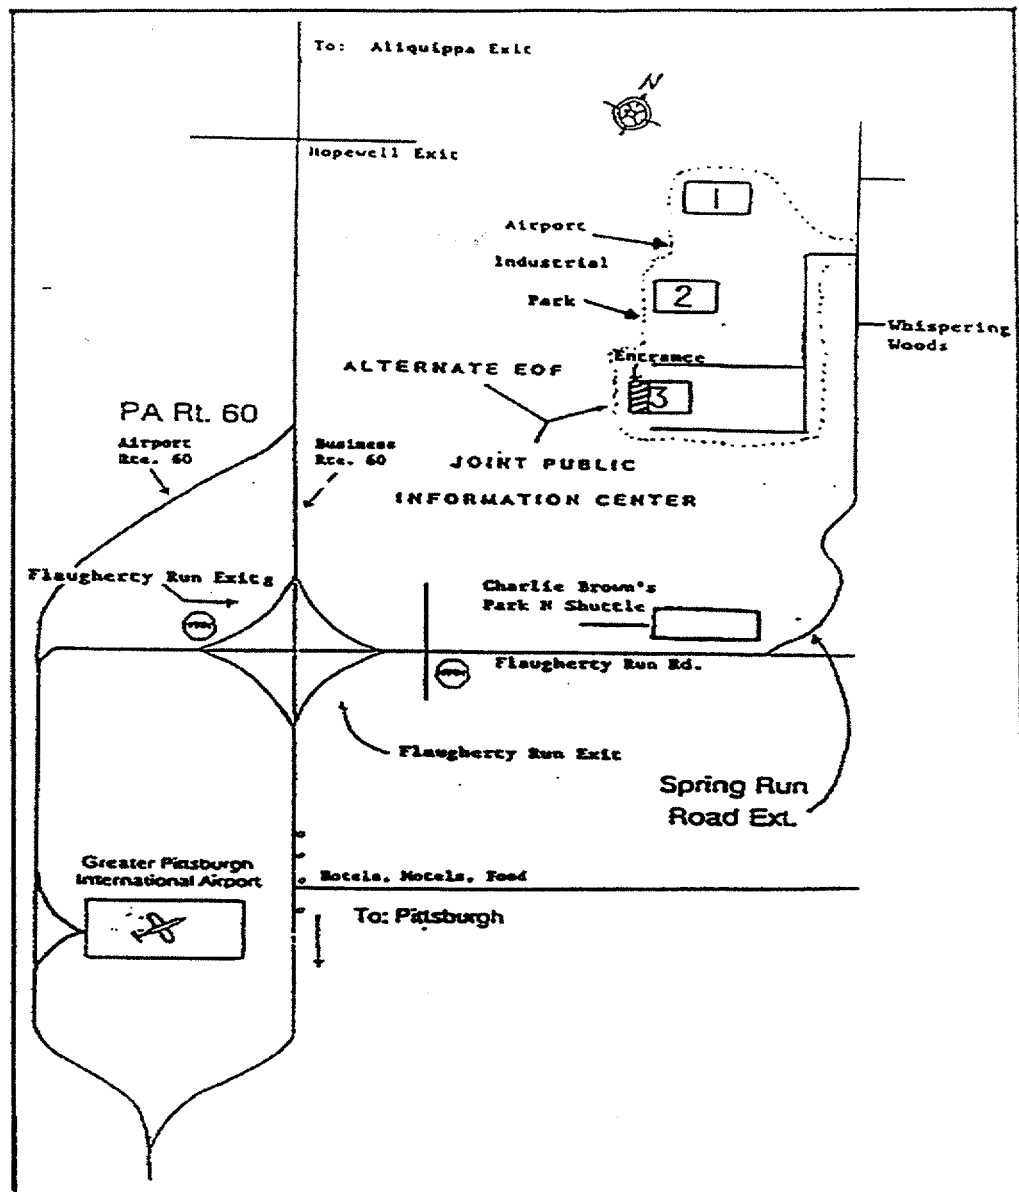 To: Aliquippa Exit
N
Hopewell Exit
1
Airport
Industrial
Park
2
Whispering
Woods
Entrance
ALTERNATE EOF
3
PA Rt. 60
Airport
Rte. 60
Business
Rte. 60
JOINT PUBLIC
INFORMATION CENTER
Flaugherty Run Exits
Charlie Brown's
Park N Shuttle
Flaugherty Run Rd.
Flaugherty Run Exit
Spring Run
Road Ext.
Greater Pittsburgh
International Airport
Hotels, Motels, Food
To: Pittsburgh